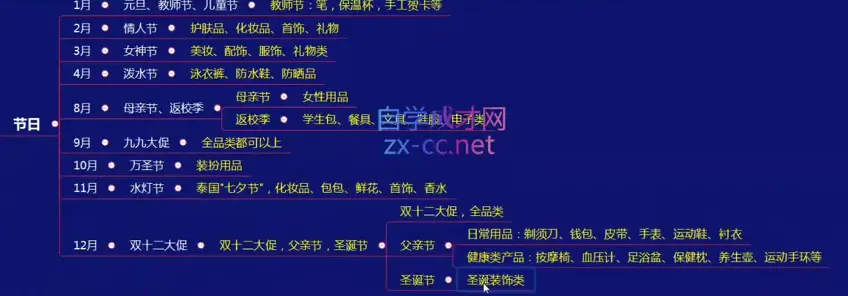 1月 元旦、教师节、儿童节 教师节：笔，保温杯，手工贺卡等
2月 情人节 护肤品、化妆品、首饰、礼物
3月 女神节 美妆、配饰、服饰、礼物类
4月 泼水节 泳衣裤、防水鞋、防晒品
节日
8月 母亲节、返校季
母亲节 女性用品
返校季 学生包、餐具、文具、鞋服、电子类
自学成才网
zx-cc.net
9月 九九大促 全品类都可以上
10月 万圣节 装扮用品
11月 水灯节 泰国"七夕节"，化妆品、包包、鲜花、首饰、香水
12月 双十二大促 双十二大促，父亲节，圣诞节
双十二大促，全品类
父亲节
日常用品：剃须刀、钱包、皮带、手表、运动鞋、衬衣
健康类产品：按摩椅、血压计、足浴盆、保健枕、养生壶、运动手环等
圣诞节 圣诞装饰类